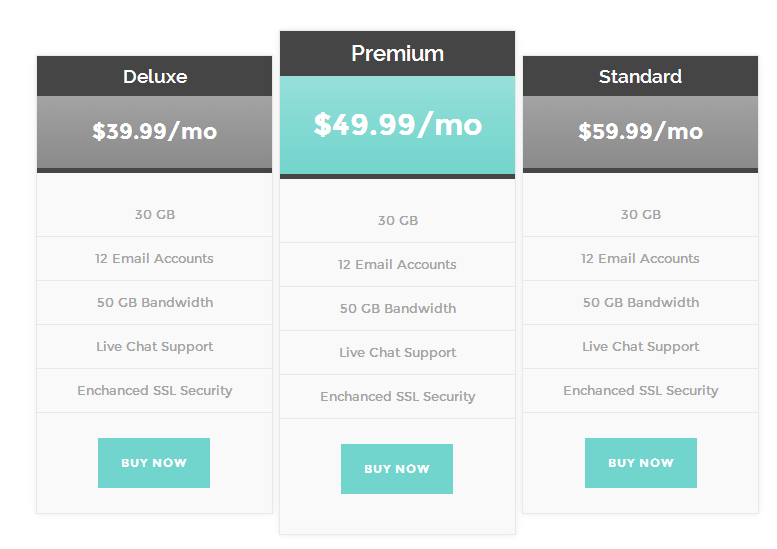 Deluxe
$39.99/mo
30 GB
12 Email Accounts
50 GB Bandwidth
Live Chat Support
Enchanced SSL Security
BUY NOW
Premium
$49.99/mo
30 GB
12 Email Accounts
50 GB Bandwidth
Live Chat Support
Enchanced SSL Security
BUY NOW
Standard
$59.99/mo
30 GB
12 Email Accounts
50 GB Bandwidth
Live Chat Support
Enchanced SSL Security
BUY NOW